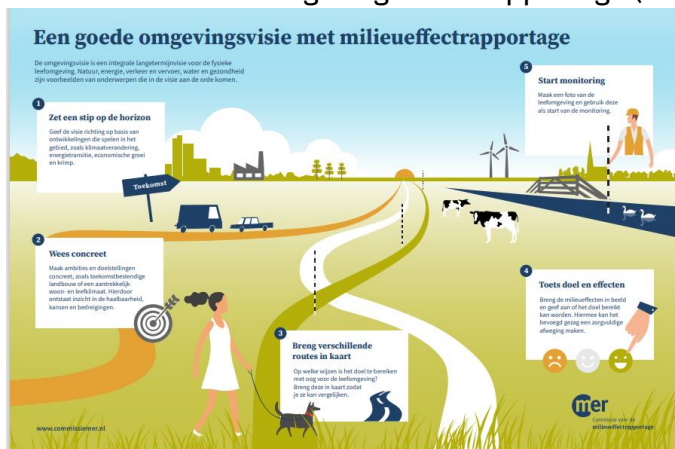 Een goede omgevingsvisie met milieueffectrapportage
De omgevingsvisie is een integrale langetermijnvisie voor de fysieke
leefomgeving. Natuur, energie, verkeer en vervoer, water en gezondheid
zijn voorbeelden van onderwerpen die in de visie aan de orde komen.
1
Zet een stip op de horizon
Geef de visie richting op basis van
ontwikkelingen die spelen in het
gebied, zoals klimaatverandering,
energietransitie, economische groei
en krimp.
Toekomst
2
Wees concreet
Maak ambities en doelstellingen
concreet, zoals toekomstbestendige
landbouw of een aantrekkelijk
woon- en leefklimaat. Hierdoor
ontstaat inzicht in de haalbaarheid,
kansen en bedreigingen.
3
Breng verschillende
routes in kaart
Op welke wijzen is het doel te bereiken
met oog voor de leefomgeving?
Breng deze in kaart zodat
je ze kan vergelijken.
4
Toets doel en effecten
Breng de milieueffecten in beeld
en geef aan of het doel bereikt
kan worden. Hiermee kan het
bevoegd gezag een zorgvuldige
afweging maken.
5
Start monitoring
Maak een foto van de
leefomgeving en gebruik deze
als start van de monitoring.
www.commissiemer.nl
mer
Commissie voor de
milieueffectrapportage